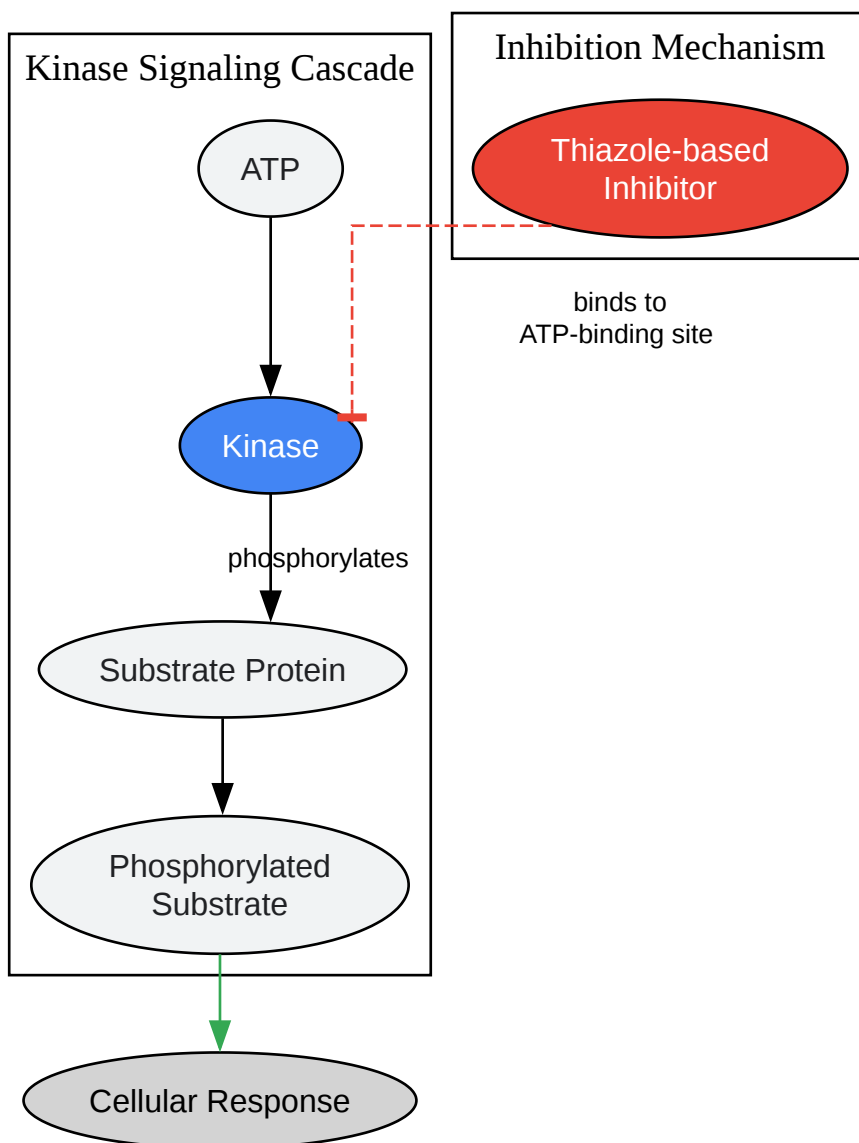 Kinase Signaling Cascade
ATP
Kinase
phosphorylates
Substrate Protein
Phosphorylated
Substrate
Cellular Response
Inhibition Mechanism
Thiazole-based
Inhibitor
binds to
ATP-binding site